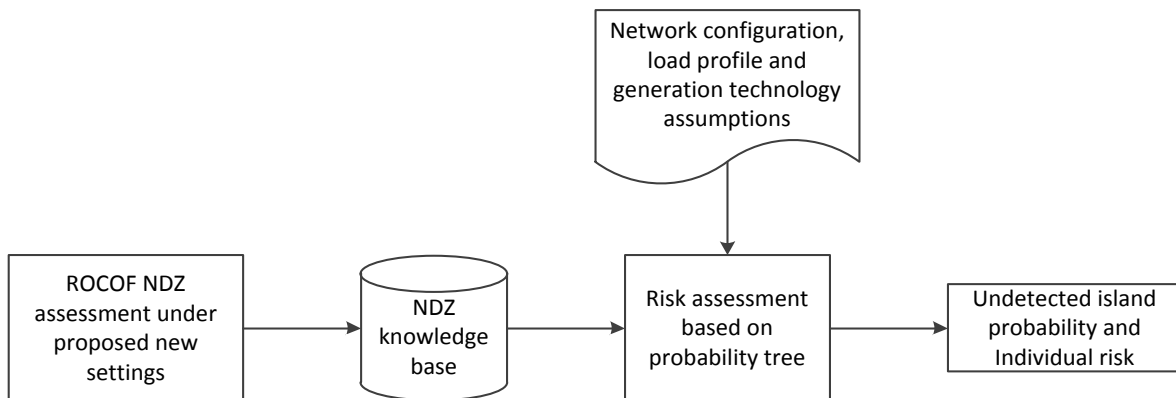 Network configuration,
load profile and
generation technology
assumptions
ROCOF NDZ
assessment under
proposed new
settings
NDZ
knowledge
base
Risk assessment
based on
probability tree
Undetected island
probability and
Individual risk